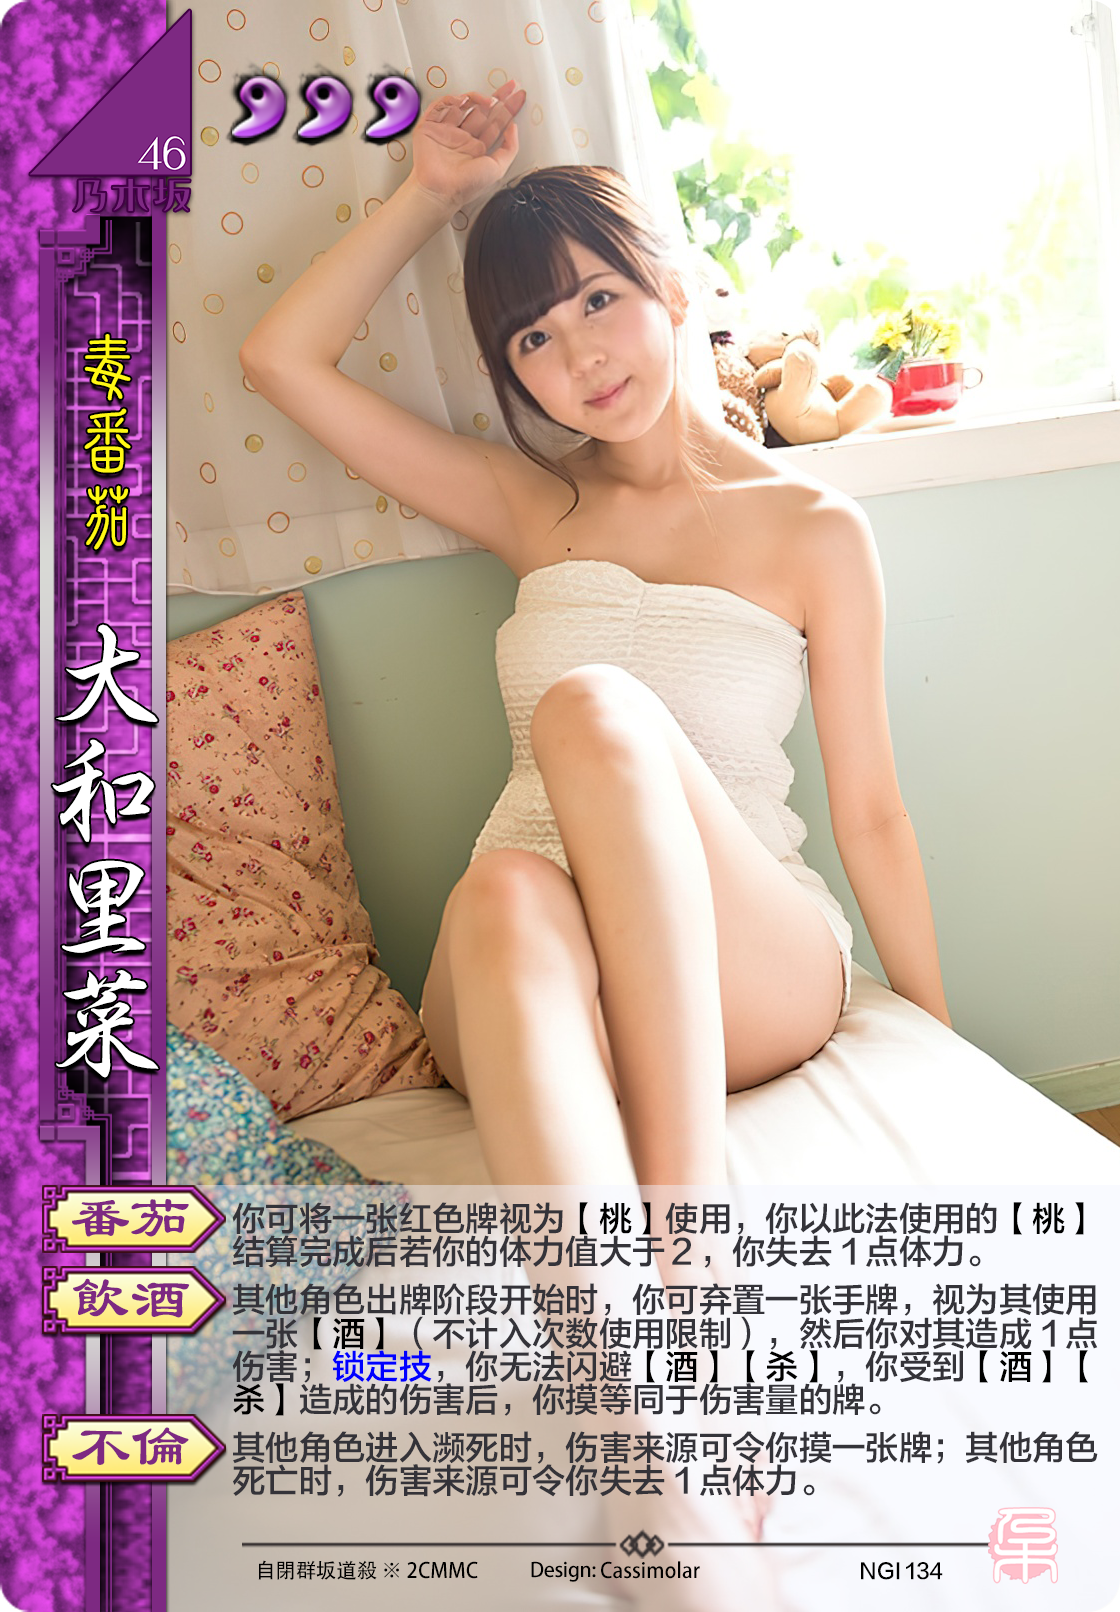 46
乃木坂
毒番茄
大和里菜
番茄
你可将一张红色牌视为【桃】使用，你以此法使用的【桃】
结算完成后若你的体力值大于2，你失去1点体力。
飲酒
其他角色出牌阶段开始时，你可弃置一张手牌，视为其使用
一张【酒】（不计入次数使用限制），然后你对其造成1点
伤害；锁定技，你无法闪避【酒】【杀】，你受到【酒】【
杀】造成的伤害后，你摸等同于伤害量的牌。
不倫
其他角色进入濒死时，伤害来源可令你摸一张牌；其他角色
死亡时，伤害来源可令你失去1点体力。
自閉群坂道殺 ※ 2CMMC
Design: Cassimolar
NGI134